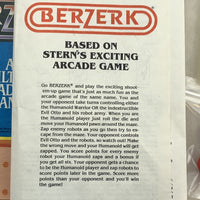 BERZERK®
BASED ON
STERN'S EXCITING
ARCADE GAME
Go BERZERK® and play the exciting shoot-
em-up game that's just as much fun as the
arcade game of the same name. You and
your opponent take turns controlling either
the Humanoid Warrior OR the indestructible
Evil Otto and his robot army. When you are
the Humanoid player just roll the die and
move your Humanoid pawn around the maze.
Zap enemy robots as you go then try to es-
cape from the maze. Your opponent controls
Evil Otto and the robots, so watch out! Make
the wrong move and your Humanoid will get
zapped. You score points for every enemy
robot your Humanoid zaps and a bonus if
you get all six. Your opponent gets a chance
to be the Humanoid player and zap robots to
score points later in the game. Score more
points than your opponent and you'll win the
game!